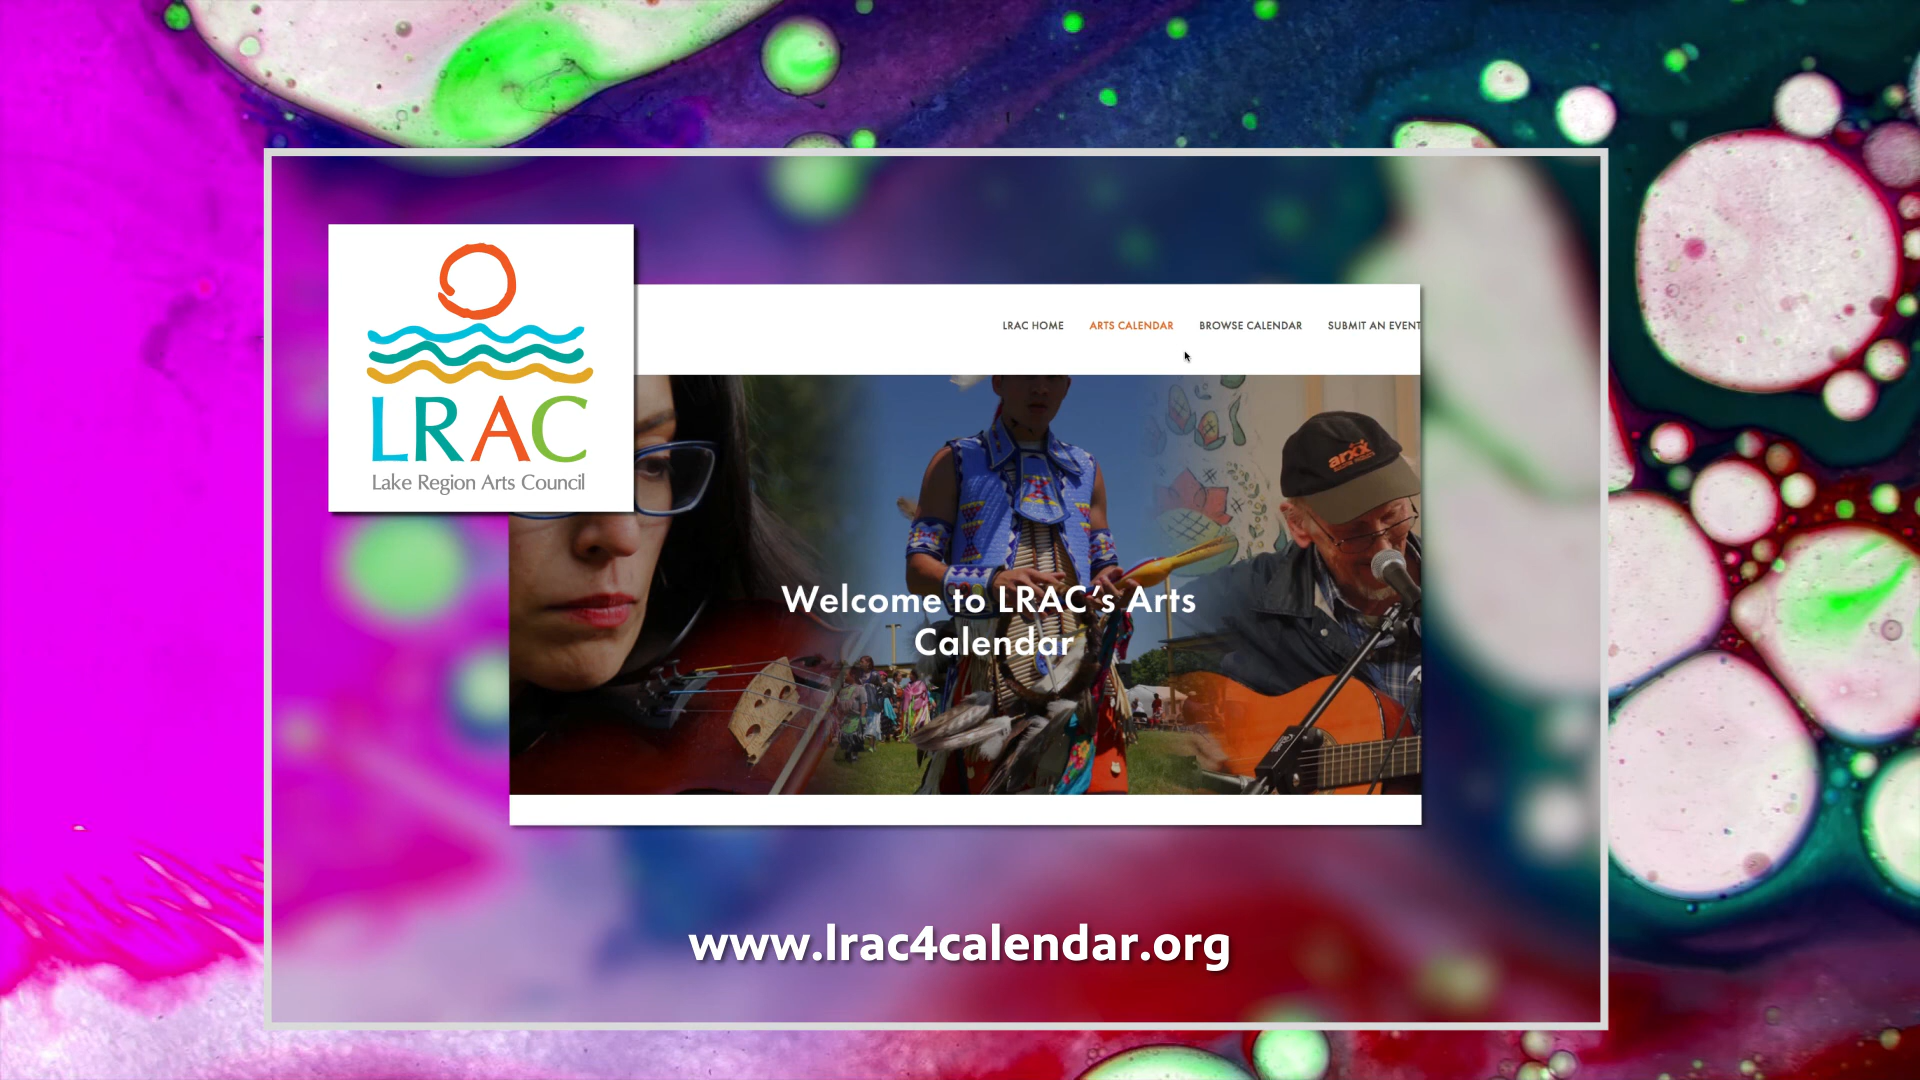 LRAC
Lake Region Arts Council
LRAC HOME ARTS CALENDAR BROWSE CALENDAR SUBMIT AN EVENT
arxx
Welcome to LRAC's Arts
Calendar
www.lrac4calendar.org